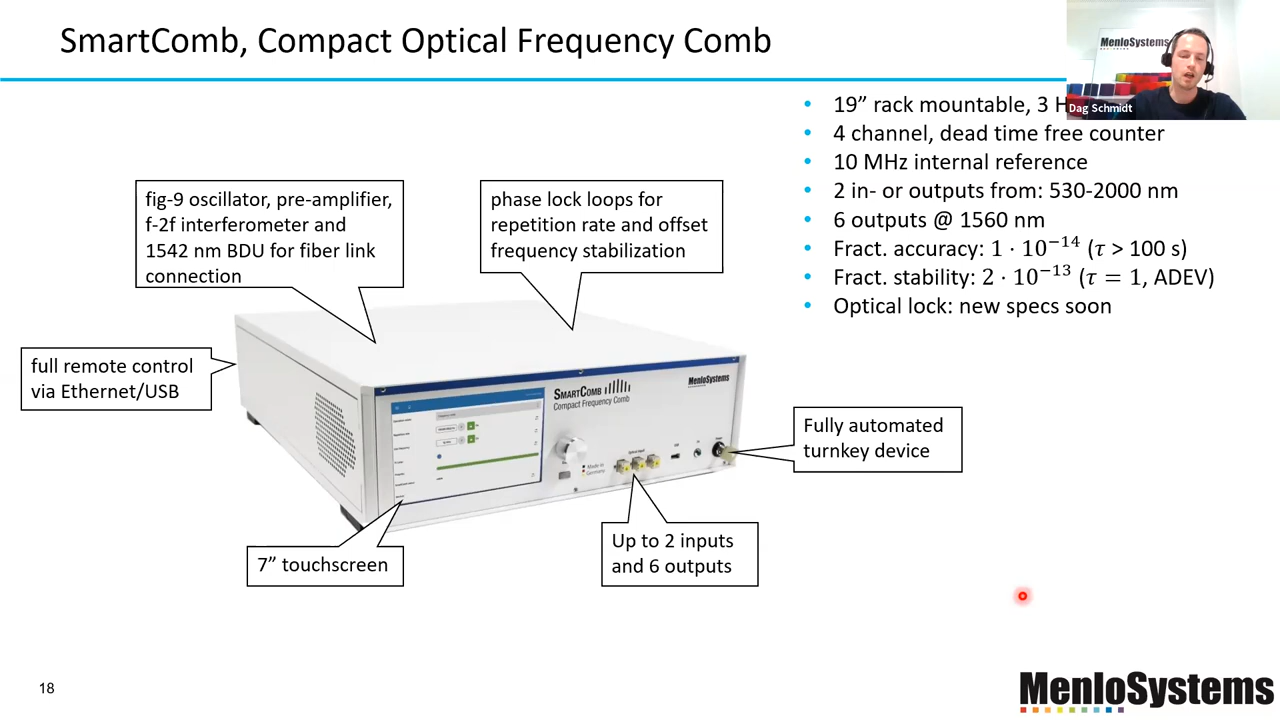 SmartComb, Compact Optical Frequency Comb
MenloSystems
Dag Schmidt
• 19” rack mountable, 3 H
• 4 channel, dead time free counter
• 10 MHz internal reference
• 2 in- or outputs from: 530-2000 nm
• 6 outputs @ 1560 nm
• Fract. accuracy: 1 · 10⁻¹⁴ (τ > 100 s)
• Fract. stability: 2 · 10⁻¹³ (τ = 1, ADEV)
• Optical lock: new specs soon
fig-9 oscillator, pre-amplifier,
f-2f interferometer and
1542 nm BDU for fiber link
connection
phase lock loops for
repetition rate and offset
frequency stabilization
full remote control
via Ethernet/USB
SMARTCOMB
Compact Frequency Comb
MenloSystems
Made in
Germany
Fully automated
turnkey device
7” touchscreen
Up to 2 inputs
and 6 outputs
18
MenloSystems